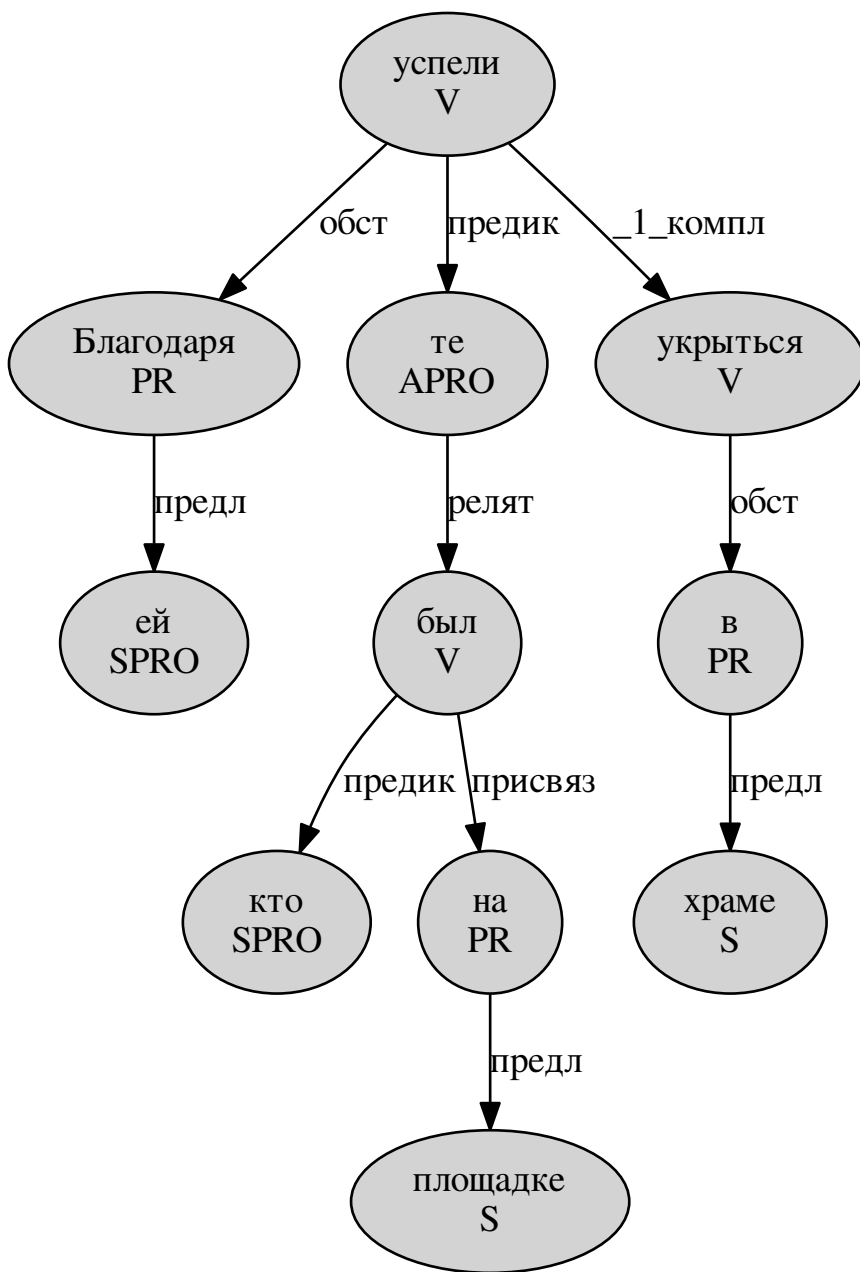 успели
V
обст
предик
_1_компл
Благодаря
PR
те
APRO
укрыться
V
предл
релят
обст
ей
SPRO
был
V
в
PR
предик
присвяз
предл
кто
SPRO
на
PR
храме
S
предл
площадке
S